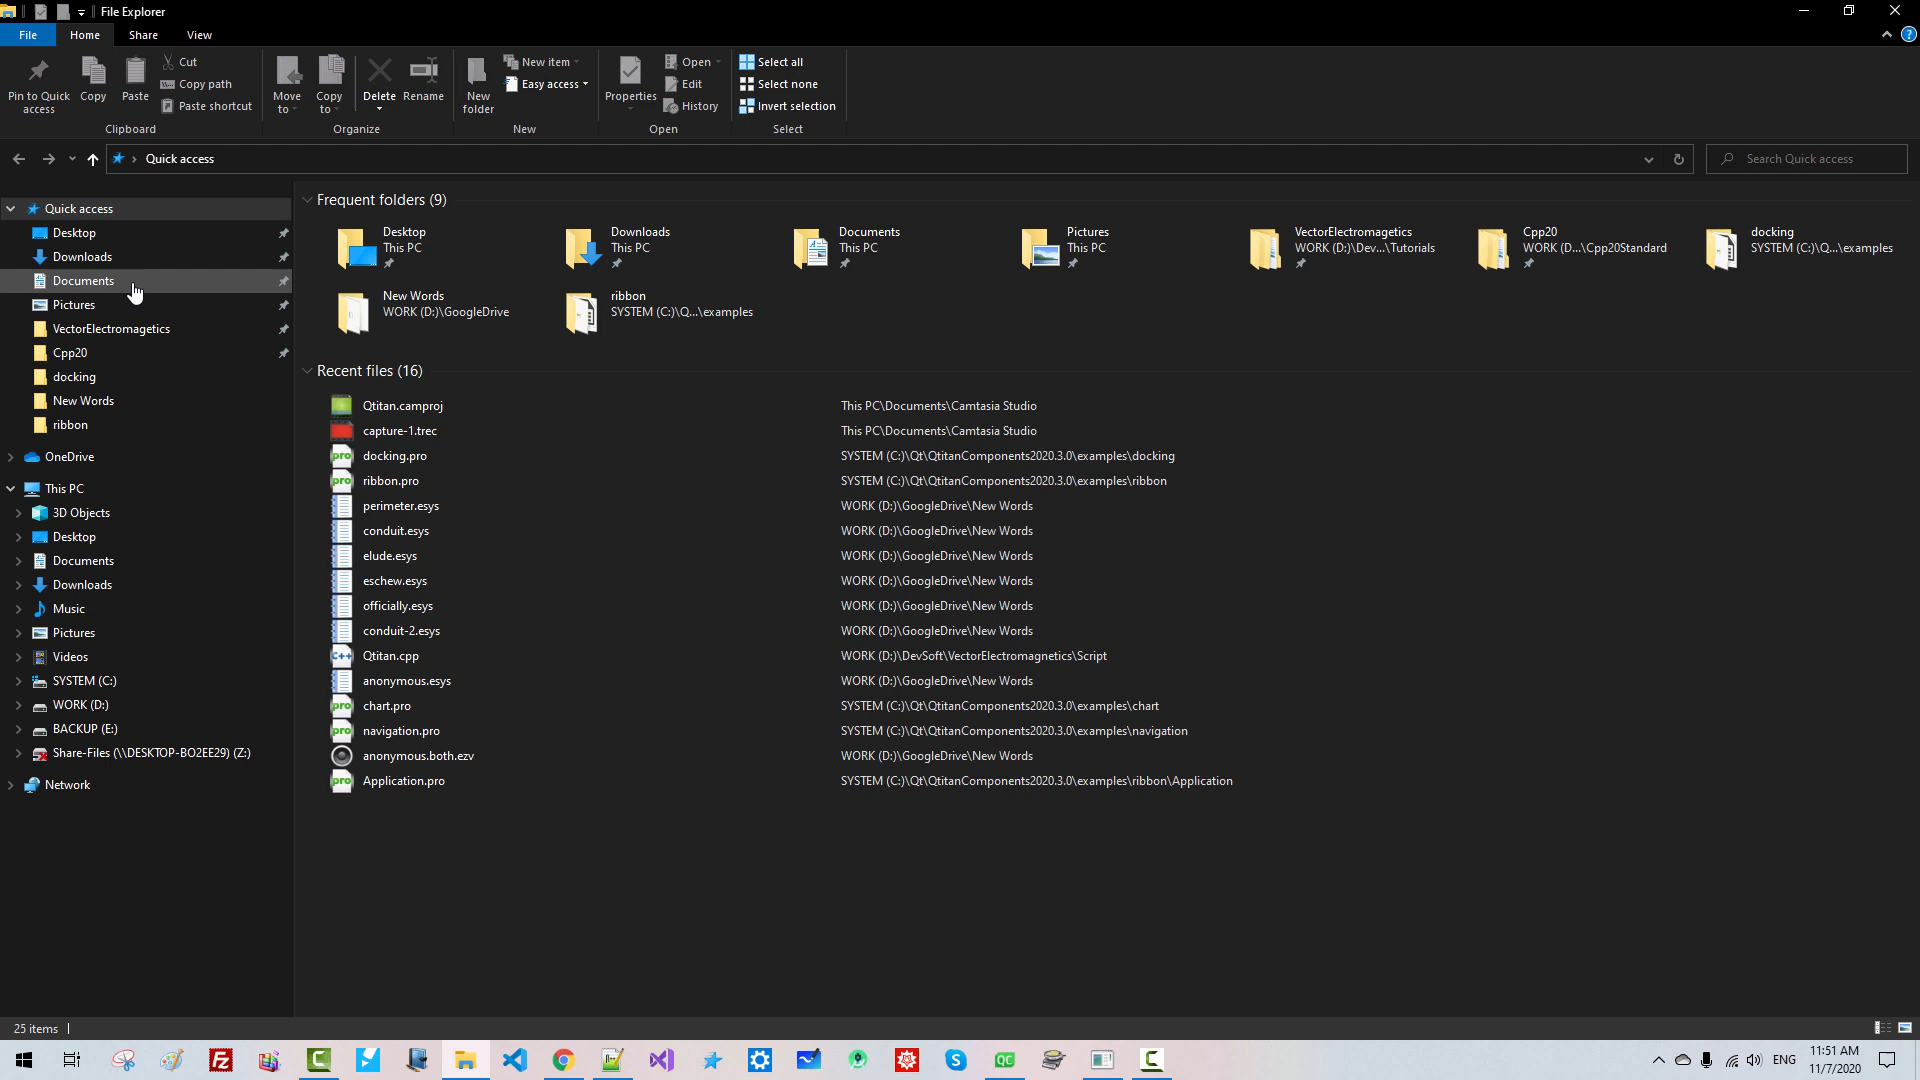 File Explorer
File Home Share View
Pin to Quick access
Copy
Paste
Cut
Copy path
Paste shortcut
Clipboard
Move to
Copy to
Delete
Rename
Organize
New folder
New item
Easy access
New
Properties
Open
Edit
History
Open
Select all
Select none
Invert selection
Select
Quick access
Search Quick access
Quick access
Desktop
Downloads
Documents
Pictures
VectorElectromagetics
Cpp20
docking
New Words
ribbon
OneDrive
This PC
3D Objects
Desktop
Documents
Downloads
Music
Pictures
Videos
SYSTEM (C:)
WORK (D:)
BACKUP (E:)
Share-Files (\\DESKTOP-BO2EE29) (Z:)
Network
Frequent folders (9)
Desktop
This PC
Downloads
This PC
Documents
This PC
Pictures
This PC
VectorElectromagetics
WORK (D:)\Dev...\Tutorials
Cpp20
WORK (D...\Cpp20Standard
docking
SYSTEM (C:)\Q...\examples
New Words
WORK (D:)\GoogleDrive
ribbon
SYSTEM (C:)\Q...\examples
Recent files (16)
Qtitan.camproj This PC\Documents\Camtasia Studio
capture-1.trec This PC\Documents\Camtasia Studio
pro docking.pro SYSTEM (C:)\Qt\QtitanComponents2020.3.0\examples\docking
pro ribbon.pro SYSTEM (C:)\Qt\QtitanComponents2020.3.0\examples\ribbon
perimeter.esys WORK (D:)\GoogleDrive\New Words
conduit.esys WORK (D:)\GoogleDrive\New Words
elude.esys WORK (D:)\GoogleDrive\New Words
eschew.esys WORK (D:)\GoogleDrive\New Words
officially.esys WORK (D:)\GoogleDrive\New Words
conduit-2.esys WORK (D:)\GoogleDrive\New Words
C++ Qtitan.cpp WORK (D:)\DevSoft\VectorElectromagnetics\Script
anonymous.esys WORK (D:)\GoogleDrive\New Words
pro chart.pro SYSTEM (C:)\Qt\QtitanComponents2020.3.0\examples\chart
pro navigation.pro SYSTEM (C:)\Qt\QtitanComponents2020.3.0\examples\navigation
anonymous.both.ezv WORK (D:)\GoogleDrive\New Words
pro Application.pro SYSTEM (C:)\Qt\QtitanComponents2020.3.0\examples\ribbon\Application
25 items
ENG
11:51 AM
11/7/2020